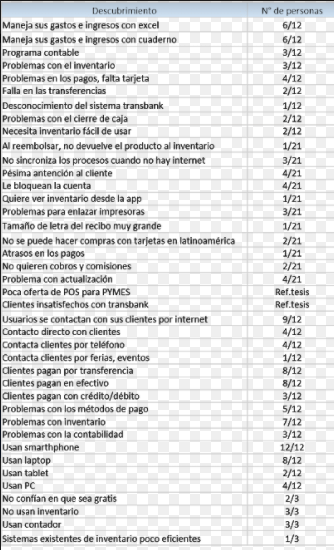 Descubrimiento N° de personas
Maneja sus gastos e ingresos con excel 6/12
Maneja sus gastos e ingresos con cuaderno 6/12
Programa contable 3/12
Problemas con el inventario 3/12
Problemas en los pagos, falta tarjeta 4/12
Falla en las transferencias 2/12
Desconocimiento del sistema transbank 1/12
Problemas con el cierre de caja 2/12
Necesita inventario fácil de usar 2/12
Al reembolsar, no devuelve el producto al inventario 1/21
No sincroniza los procesos cuando no hay internet 3/21
Pésima antención al cliente 4/21
Le bloquean la cuenta 4/21
Quiere ver inventario desde la app 1/21
Problemas para enlazar impresoras 3/21
Tamaño de letra del recibo muy grande 1/21
No se puede hacer compras con tarjetas en latinoamérica 2/21
Atrasos en los pagos 1/21
No quieren cobros y comisiones 2/21
Problema con actualización 4/21
Poca oferta de POS para PYMES Ref.tesis
Clientes insatisfechos con transbank Ref.tesis
Usuarios se contactan con sus clientes por internet 9/12
Contacto directo con clientes 4/12
Contacta clientes por teléfono 4/12
Contacta clientes por ferias, eventos 1/12
Clientes pagan por transferencia 8/12
Clientes pagan en efectivo 8/12
Clientes pagan con crédito/débito 3/12
Problemas con los métodos de pago 5/12
Problemas con inventario 7/12
Problemas con la contabilidad 3/12
Usan smarthphone 12/12
Usan laptop 8/12
Usan tablet 2/12
Usan PC 4/12
No confían en que sea gratis 2/3
No usan inventario 3/3
Usan contador 3/3
Sistemas existentes de inventario poco eficientes 1/3